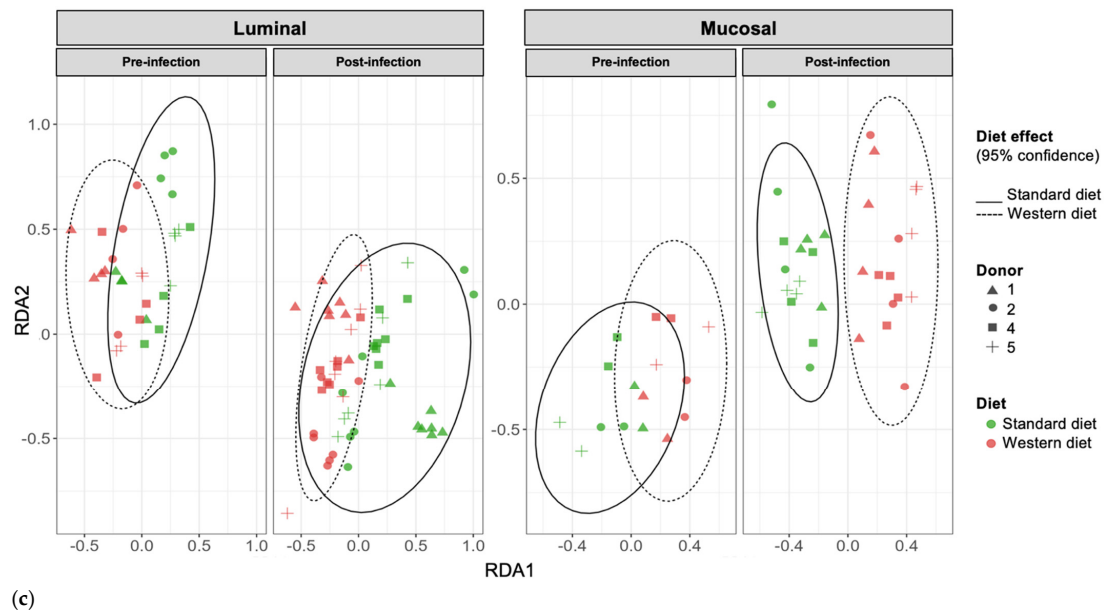 Luminal
Mucosal
Pre-infection
Post-infection
Pre-infection
Post-infection
1.0
0.5
0.0
-0.5
0.5
0.0
-0.5
RDA2
-0.5
0.0
0.5
1.0
-0.5
0.0
0.5
1.0
-0.4
0.0
0.4
-0.4
0.0
0.4
RDA1
Diet effect
(95% confidence)
Standard diet
Western diet
Donor
1
2
4
5
Diet
Standard diet
Western diet
(c)